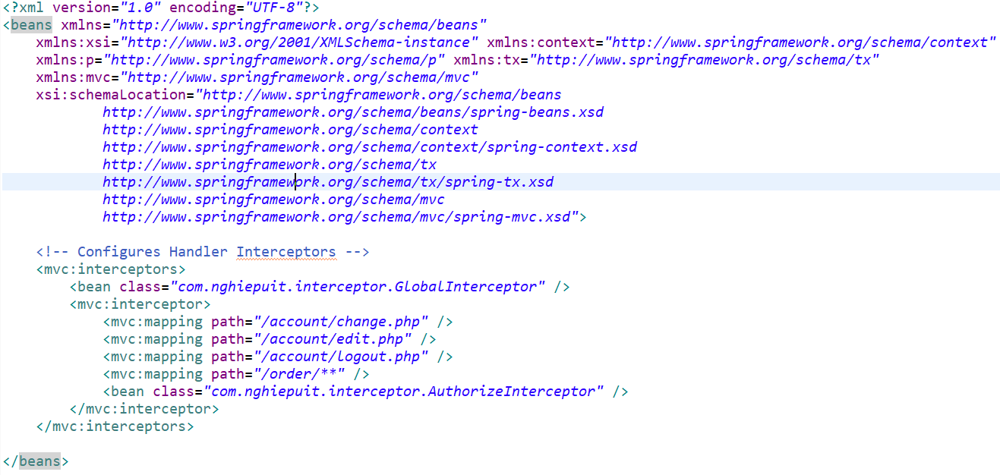 <?xml version="1.0" encoding="UTF-8"?>
<beans xmlns="http://www.springframework.org/schema/beans"
    xmlns:xsi="http://www.w3.org/2001/XMLSchema-instance" xmlns:context="http://www.springframework.org/schema/context"
    xmlns:p="http://www.springframework.org/schema/p" xmlns:tx="http://www.springframework.org/schema/tx"
    xmlns:mvc="http://www.springframework.org/schema/mvc"
    xsi:schemaLocation="http://www.springframework.org/schema/beans
            http://www.springframework.org/schema/beans/spring-beans.xsd
            http://www.springframework.org/schema/context
            http://www.springframework.org/schema/context/spring-context.xsd
            http://www.springframework.org/schema/tx
            http://www.springframework.org/schema/tx/spring-tx.xsd
            http://www.springframework.org/schema/mvc
            http://www.springframework.org/schema/mvc/spring-mvc.xsd">
    <!-- Configures Handler Interceptors -->
    <mvc:interceptors>
        <bean class="com.nghiepuit.interceptor.GlobalInterceptor" />
        <mvc:interceptor>
            <mvc:mapping path="/account/change.php" />
            <mvc:mapping path="/account/edit.php" />
            <mvc:mapping path="/account/logout.php" />
            <mvc:mapping path="/order/**" />
            <bean class="com.nghiepuit.interceptor.AuthorizeInterceptor" />
        </mvc:interceptor>
    </mvc:interceptors>
</beans>